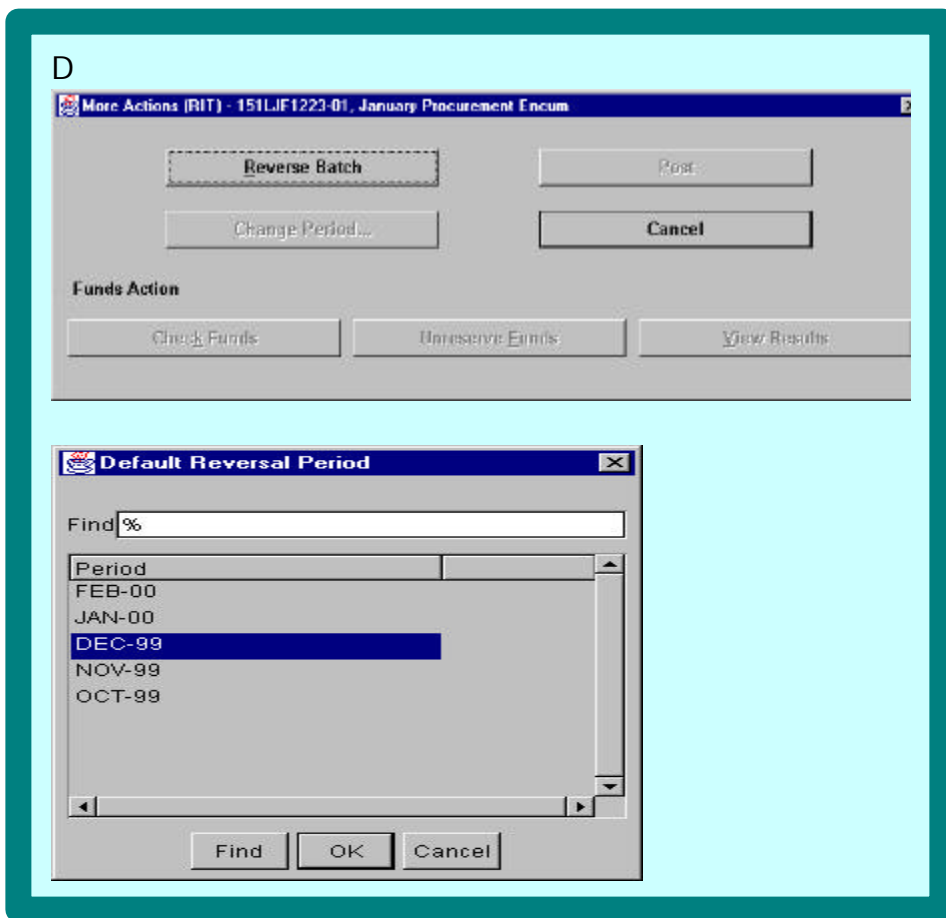 D
More Actions (RIT) - 151LJF1223-01, January Procurement Encum
Reverse Batch Post
Change Period... Cancel
Funds Action
Check Funds Unreserve Funds View Results
Default Reversal Period
Find %
Period
FEB-00
JAN-00
DEC-99
NOV-99
OCT-99
Find OK Cancel